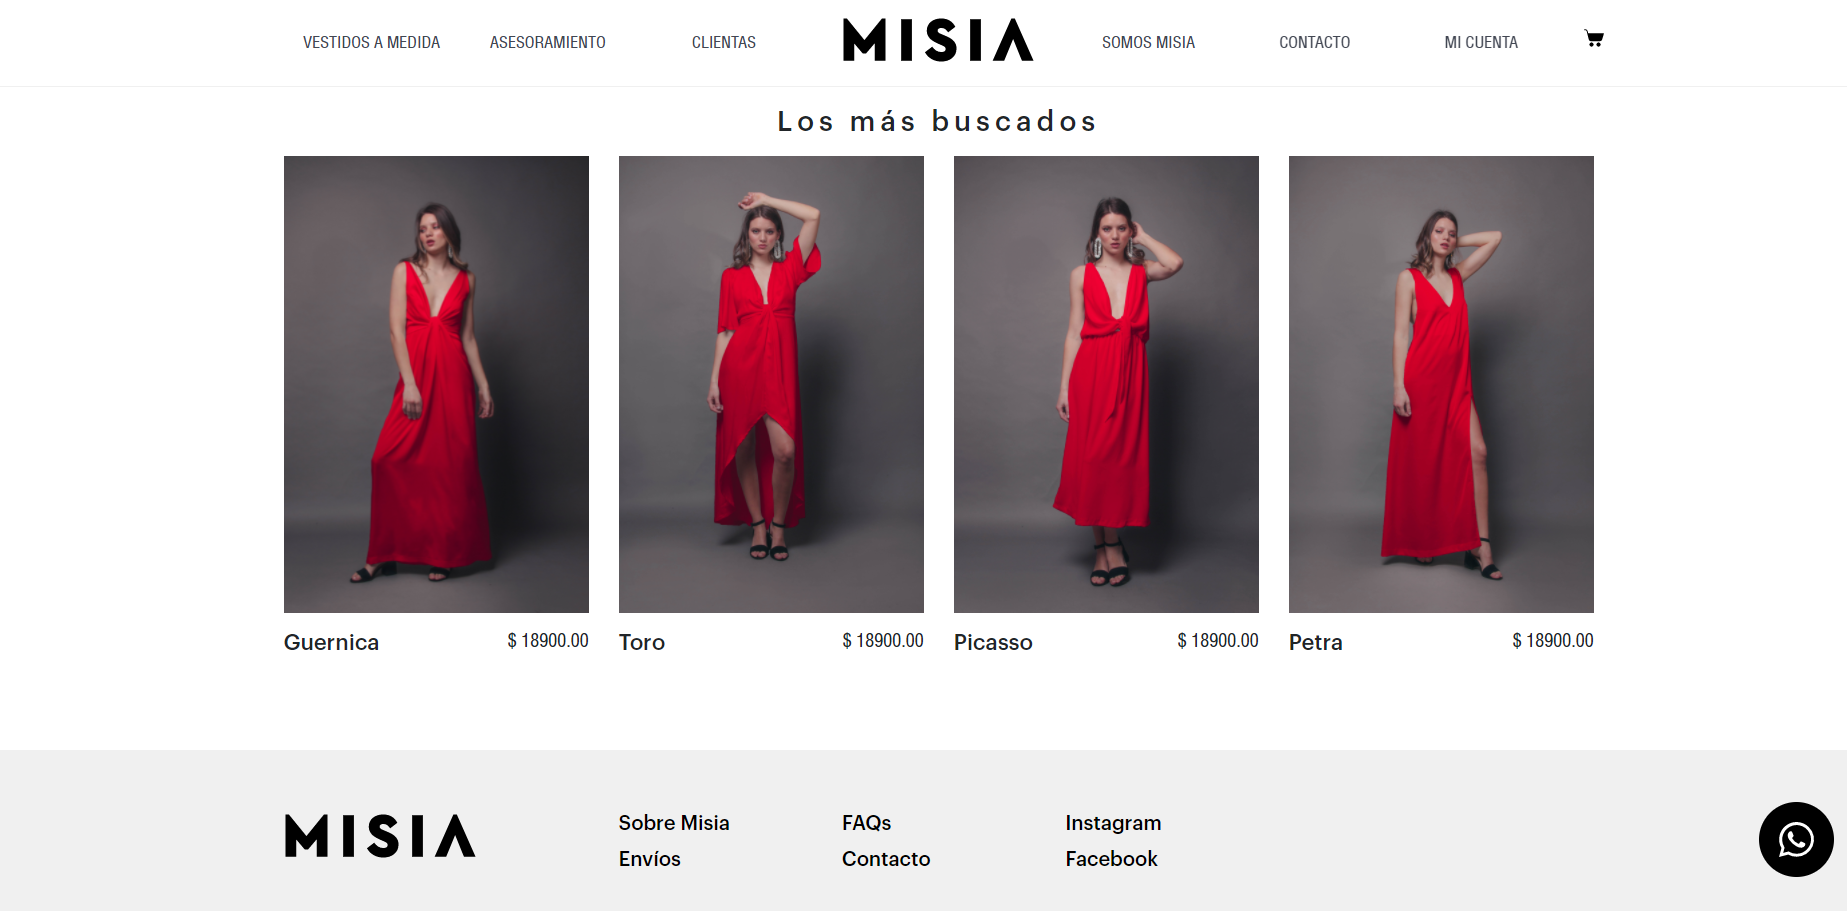 VESTIDOS A MEDIDA ASESORAMIENTO CLIENTAS MISIA SOMOS MISIA CONTACTO MI CUENTA
Los más buscados
Guernica $ 18900.00 Toro $ 18900.00 Picasso $ 18900.00 Petra $ 18900.00
MISIA Sobre Misia FAQs Instagram
Envíos Contacto Facebook